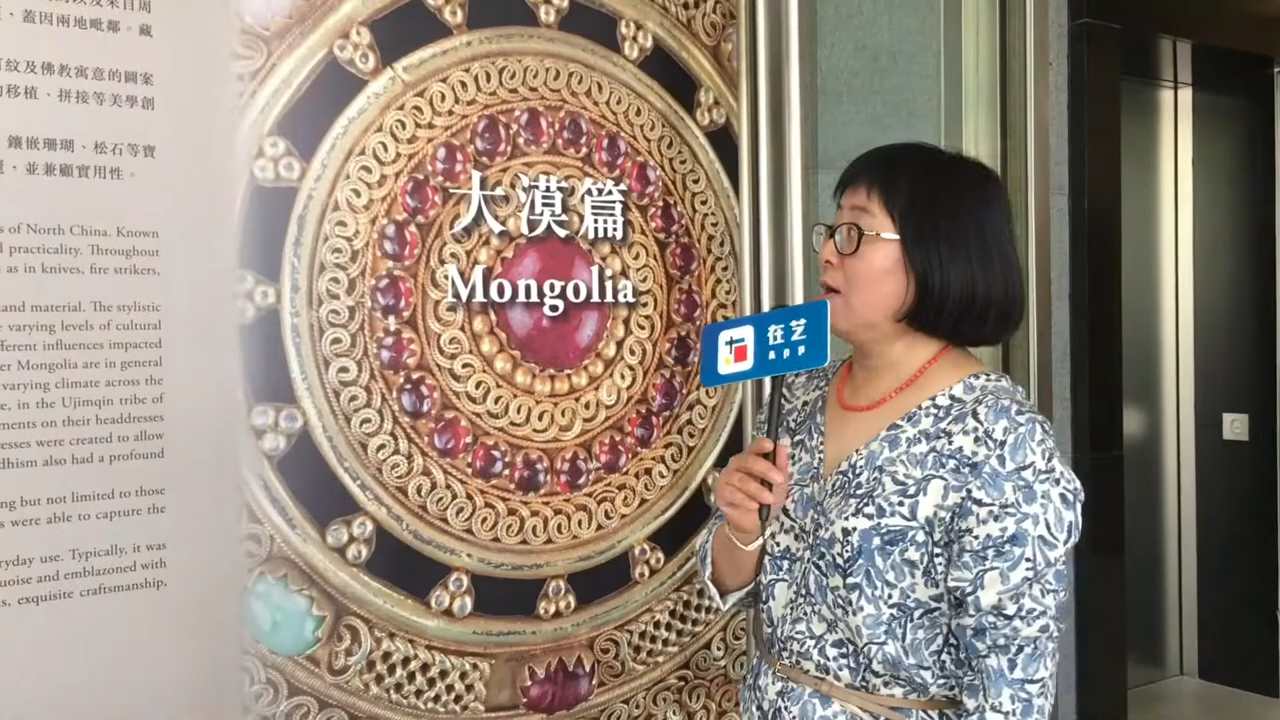 蓋因兩地毗鄰。藏
紋及佛教寓意的圖案
移植、拼接等美學創
鑲嵌珊瑚、松石等寶
，並兼顧實用性。
s of North China. Known
practicality. Throughout
as in knives, fire strikers,
and material. The stylistic
varying levels of cultural
fferent influences impacted
er Mongolia are in general
varying climate across the
e, in the Ujimqin tribe of
ments on their headdresses
esses were created to allow
dhism also had a profound
ng but not limited to those
s were able to capture the
ryday use. Typically, it was
quoise and emblazoned with
s, exquisite craftsmanship,
大漠篇
Mongolia
在艺
App